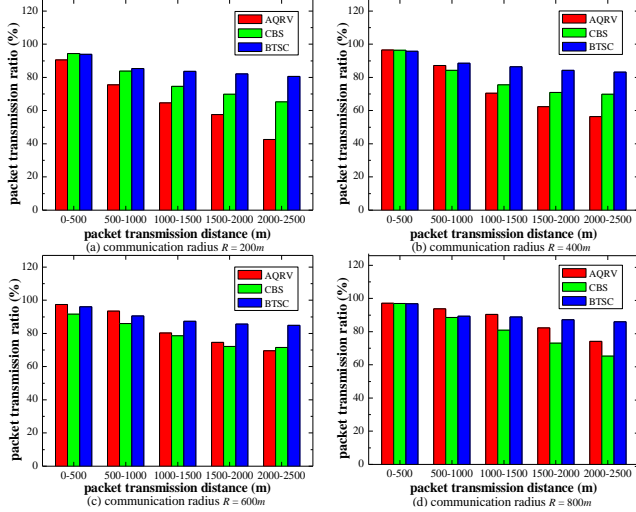 120
100
80
60
40
20
0
packet transmission ratio (%)
AQRV
CBS
BTSC
0-500 500-1000 1000-1500 1500-2000 2000-2500
packet transmission distance (m)
(a) communication radius R = 200m
120
100
80
60
40
20
0
packet transmission ratio (%)
AQRV
CBS
BTSC
0-500 500-1000 1000-1500 1500-2000 2000-2500
packet transmission distance (m)
(b) communication radius R = 400m
120
100
80
60
40
20
0
packet transmission ratio (%)
AQRV
CBS
BTSC
0-500 500-1000 1000-1500 1500-2000 2000-2500
packet transmission distance (m)
(c) communication radius R = 600m
120
100
80
60
40
20
0
packet transmission ratio (%)
AQRV
CBS
BTSC
0-500 500-1000 1000-1500 1500-2000 2000-2500
packet transmission distance (m)
(d) communication radius R = 800m